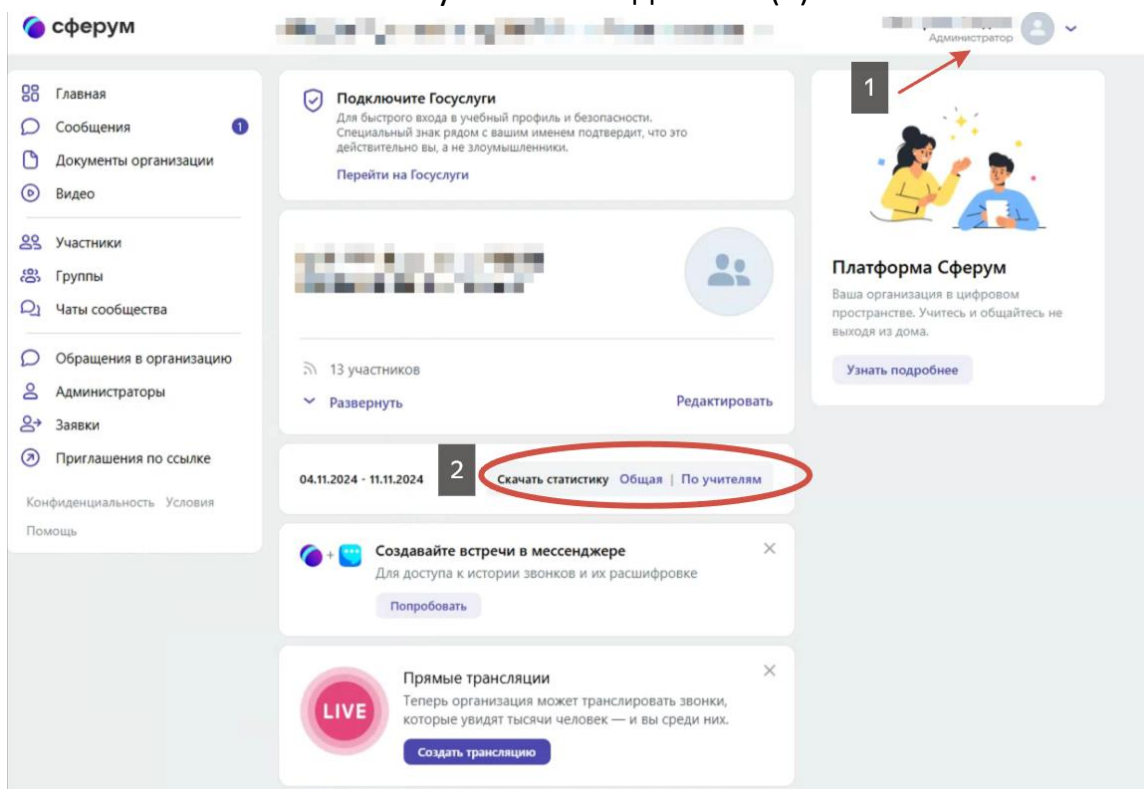 сферум
Администратор
1
Главная
Сообщения 1
Документы организации
Видео
Участники
Группы
Чаты сообщества
Обращения в организацию
Администраторы
Заявки
Приглашения по ссылке
Конфиденциальность Условия
Помощь
Подключите Госуслуги
Для быстрого входа в учебный профиль и безопасности.
Специальный знак рядом с вашим именем подтвердит, что это
действительно вы, а не злоумышленники.
Перейти на Госуслуги
13 участников
Развернуть
Редактировать
04.11.2024 - 11.11.2024
2
Скачать статистику Общая | По учителям
Создавайте встречи в мессенджере
Для доступа к истории звонков и их расшифровке
Попробовать
LIVE
Прямые трансляции
Теперь организация может транслировать звонки,
которые увидят тысячи человек — и вы среди них.
Создать трансляцию
Платформа Сферум
Ваша организация в цифровом
пространстве. Учитесь и общайтесь не
выходя из дома.
Узнать подробнее